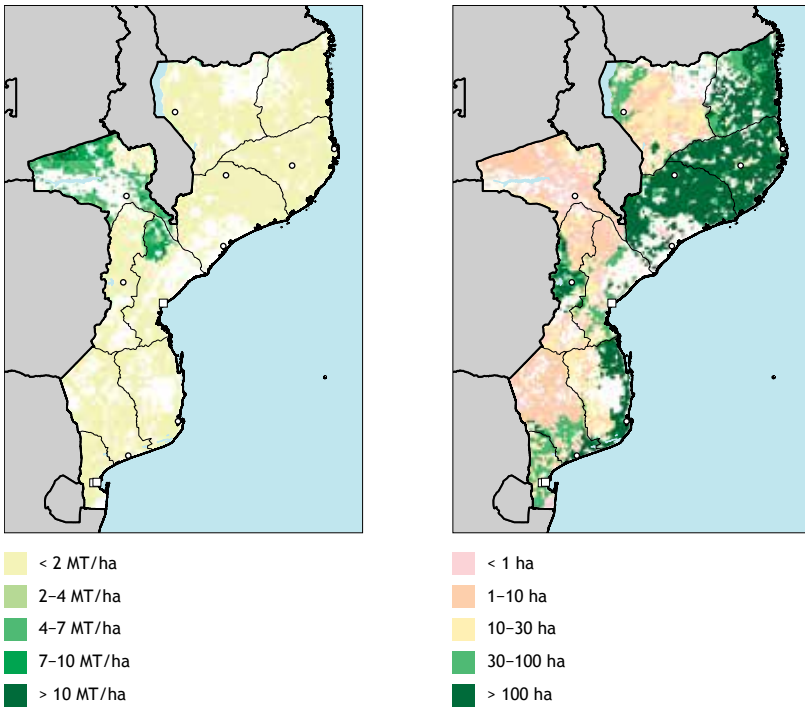 < 2 MT/ha
2–4 MT/ha
4–7 MT/ha
7–10 MT/ha
> 10 MT/ha
< 1 ha
1–10 ha
10–30 ha
30–100 ha
> 100 ha